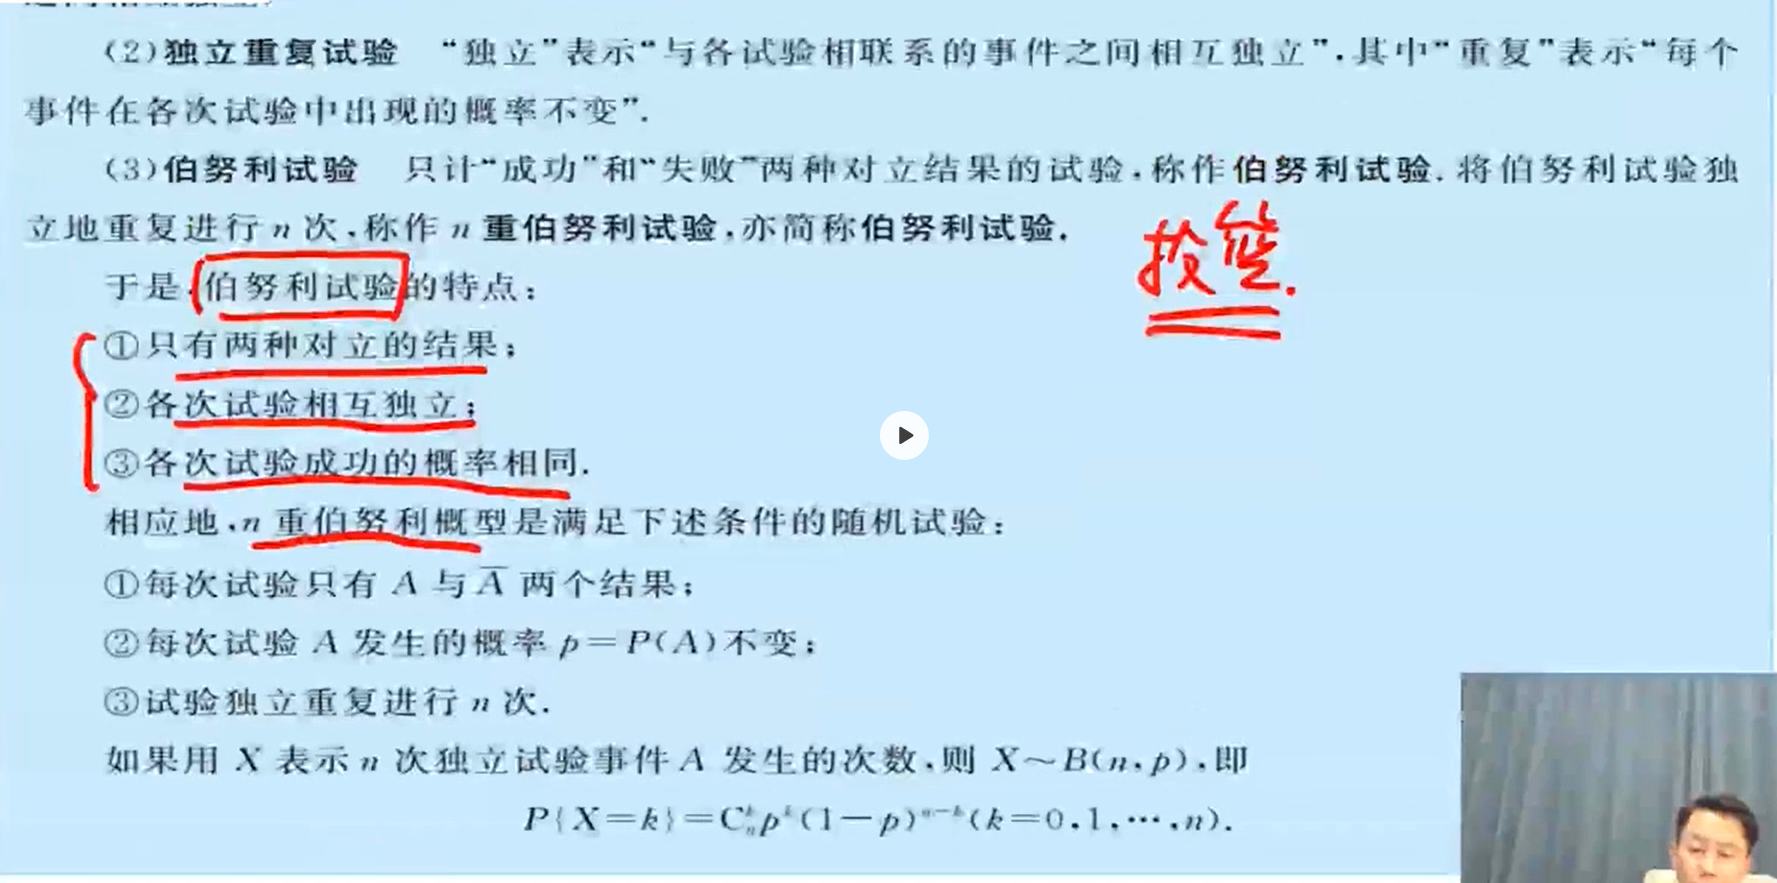 (2)独立重复试验 “独立”表示“与各试验相联系的事件之间相互独立”,其中“重复”表示“每个
事件在各次试验中出现的概率不变”.
(3)伯努利试验 只计“成功”和“失败”两种对立结果的试验,称作伯努利试验.将伯努利试验独
立地重复进行 n 次,称作 n 重伯努利试验,亦简称伯努利试验.
于是,伯努利试验的特点:
①只有两种对立的结果;
②各次试验相互独立;
③各次试验成功的概率相同.
相应地,n 重伯努利概型是满足下述条件的随机试验:
①每次试验只有 A 与 A̅ 两个结果;
②每次试验 A 发生的概率 p=P(A)不变;
③试验独立重复进行 n 次.
如果用 X 表示 n 次独立试验事件 A 发生的次数,则 X~B(n,p),即
P{X=k}=Cₙᵏpᵏ(1-p)ⁿ⁻ᵏ(k=0,1,⋯,n).